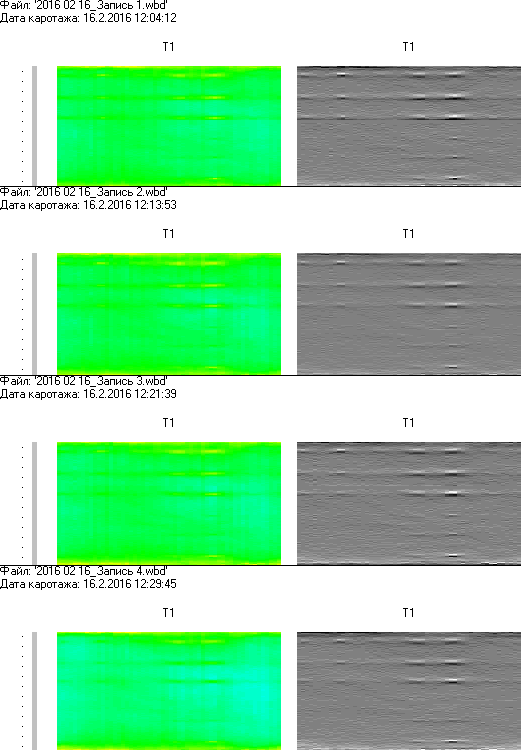 Файл: '2016 02 16_Запись 1.wbd'
Дата каротажа: 16.2.2016 12:04:12
T1 T1
Файл: '2016 02 16_Запись 2.wbd'
Дата каротажа: 16.2.2016 12:13:53
T1 T1
Файл: '2016 02 16_Запись 3.wbd'
Дата каротажа: 16.2.2016 12:21:39
T1 T1
Файл: '2016 02 16_Запись 4.wbd'
Дата каротажа: 16.2.2016 12:29:45
T1 T1